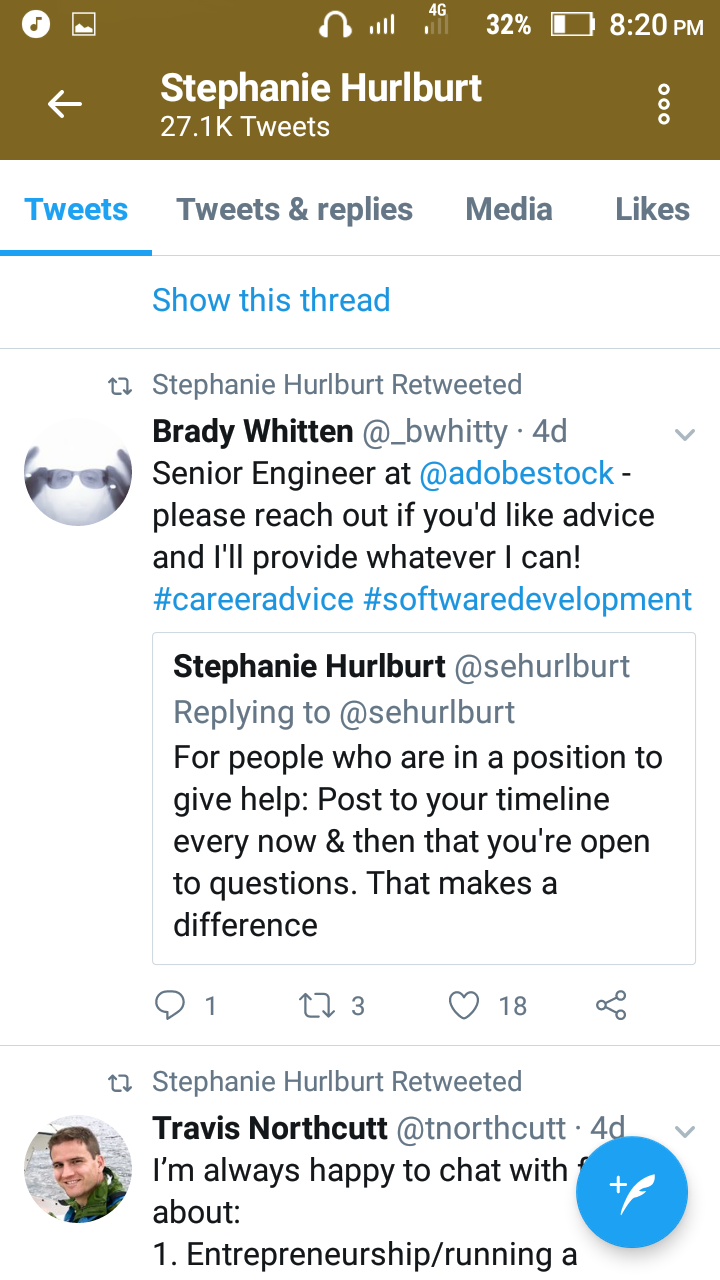 4G 32% 8:20 PM
Stephanie Hurlburt
27.1K Tweets
Tweets Tweets & replies Media Likes
Show this thread
Stephanie Hurlburt Retweeted
Brady Whitten @_bwhitty · 4d
Senior Engineer at @adobestock -
please reach out if you'd like advice
and I'll provide whatever I can!
#careeradvice #softwaredevelopment
Stephanie Hurlburt @sehurlburt
Replying to @sehurlburt
For people who are in a position to
give help: Post to your timeline
every now & then that you're open
to questions. That makes a
difference
1 3 18
Stephanie Hurlburt Retweeted
Travis Northcutt @tnorthcutt · 4d
I’m always happy to chat with
about:
1. Entrepreneurship/running a